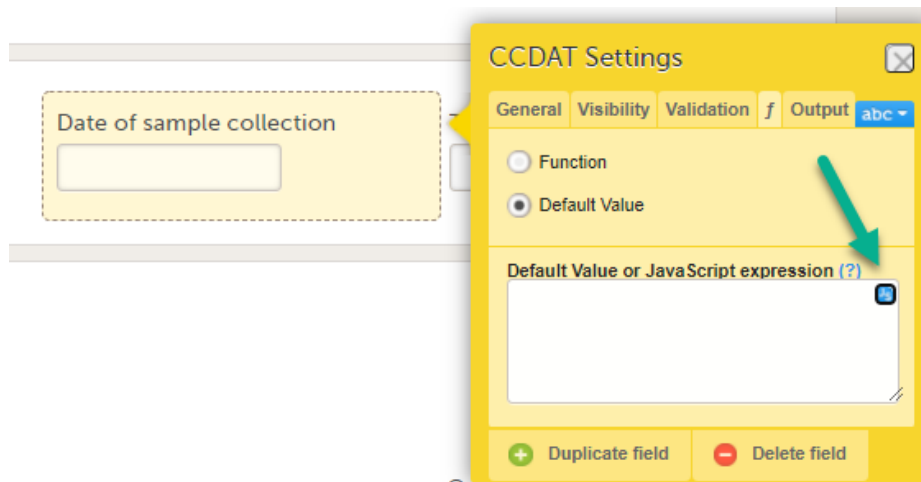 CCDAT Settings
General Visibility Validation f Output abc
Date of sample collection
Function
Default Value
Default Value or JavaScript expression (?)
Duplicate field Delete field